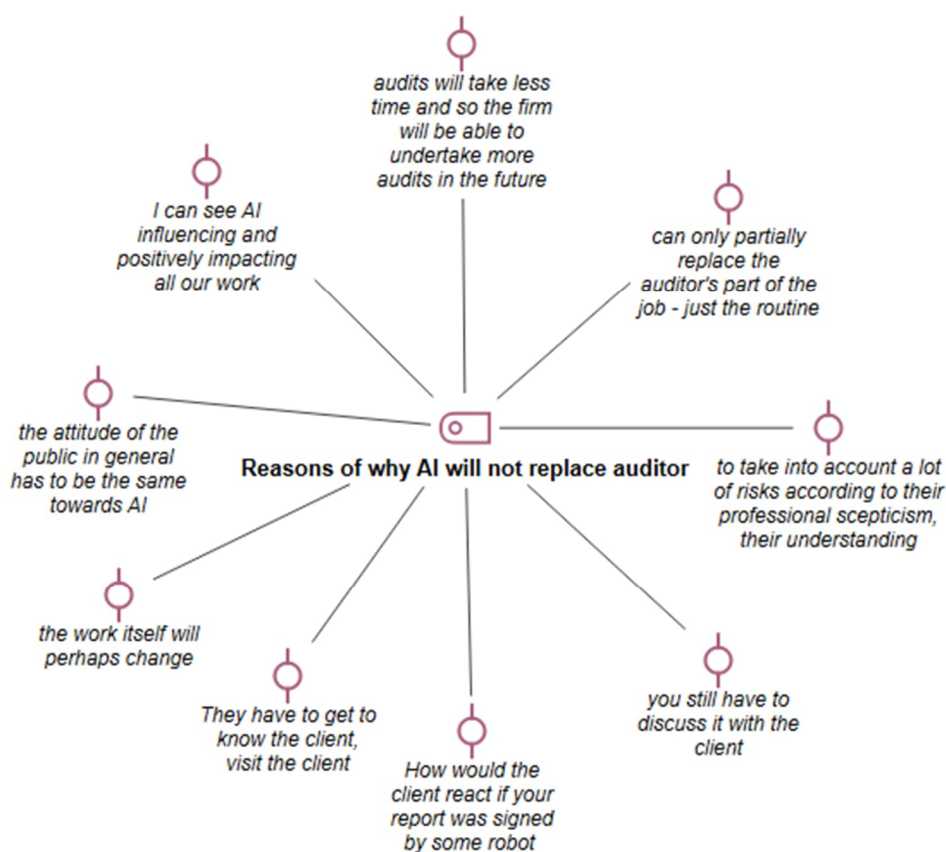 audits will take less
time and so the firm
will be able to
undertake more
audits in the future
I can see AI
influencing and
positively impacting
all our work
can only partially
replace the
auditor's part of the
job - just the routine
the attitude of the
public in general
has to be the same
towards AI
Reasons of why AI will not replace auditor
to take into account a lot
of risks according to their
professional scepticism,
their understanding
the work itself will
perhaps change
They have to get to
know the client,
visit the client
How would the
client react if your
report was signed
by some robot
you still have to
discuss it with the
client